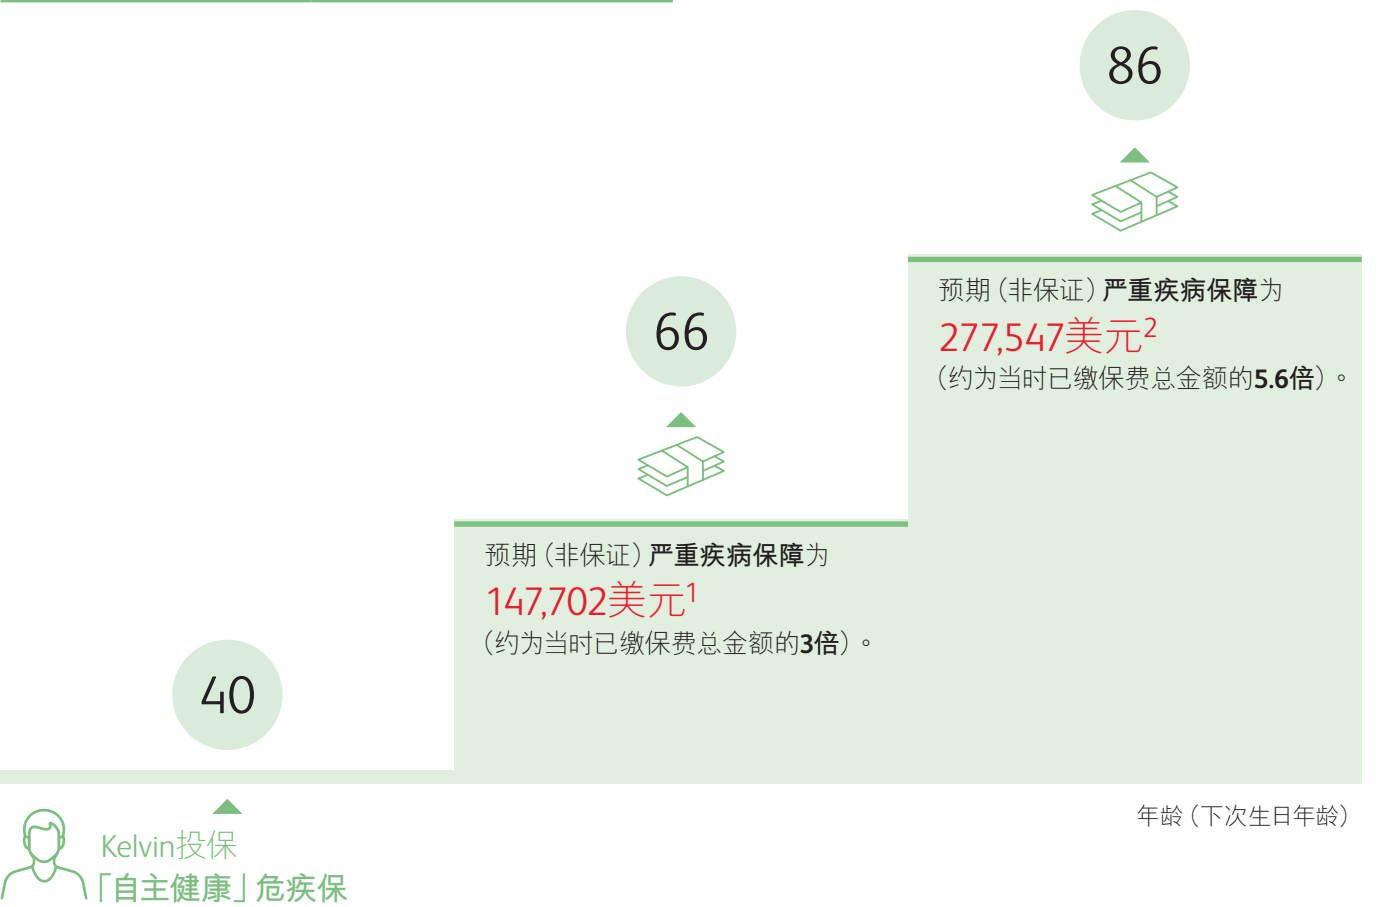 86
预期（非保证）严重疾病保障为
277,547美元2
（约为当时已缴保费总金额的5.6倍）。
66
预期（非保证）严重疾病保障为
147,702美元1
（约为当时已缴保费总金额的3倍）。
40
年龄（下次生日年龄）
Kelvin投保
「自主健康」危疾保